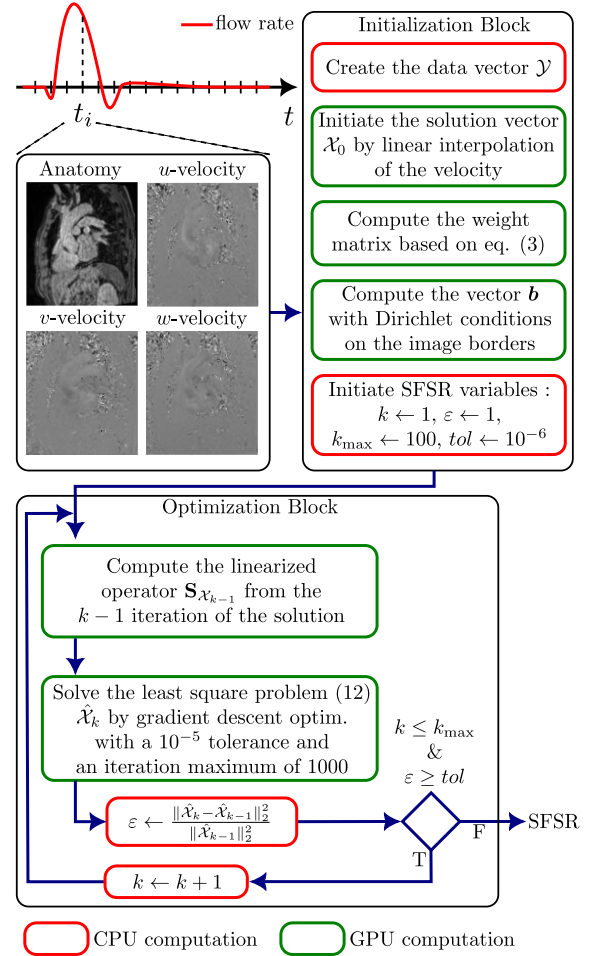 flow rate
t
t_i
Anatomy
u-velocity
v-velocity
w-velocity
Initialization Block
Create the data vector 𝒴
Initiate the solution vector
𝒳_0 by linear interpolation
of the velocity
Compute the weight
matrix based on eq. (3)
Compute the vector b
with Dirichlet conditions
on the image borders
Initiate SFSR variables :
k ← 1, ε ← 1,
k_max ← 100, tol ← 10^{-6}
Optimization Block
Compute the linearized
operator S_{𝒳_{k-1}} from the
k − 1 iteration of the solution
Solve the least square problem (12)
𝒳̂_k by gradient descent optim.
with a 10^{-5} tolerance and
an iteration maximum of 1000
ε ← ‖𝒳̂_k − 𝒳̂_{k−1}‖_2^2 / ‖𝒳̂_{k−1}‖_2^2
k ≤ k_max
&
ε ≥ tol
F
SFSR
T
k ← k + 1
CPU computation
GPU computation